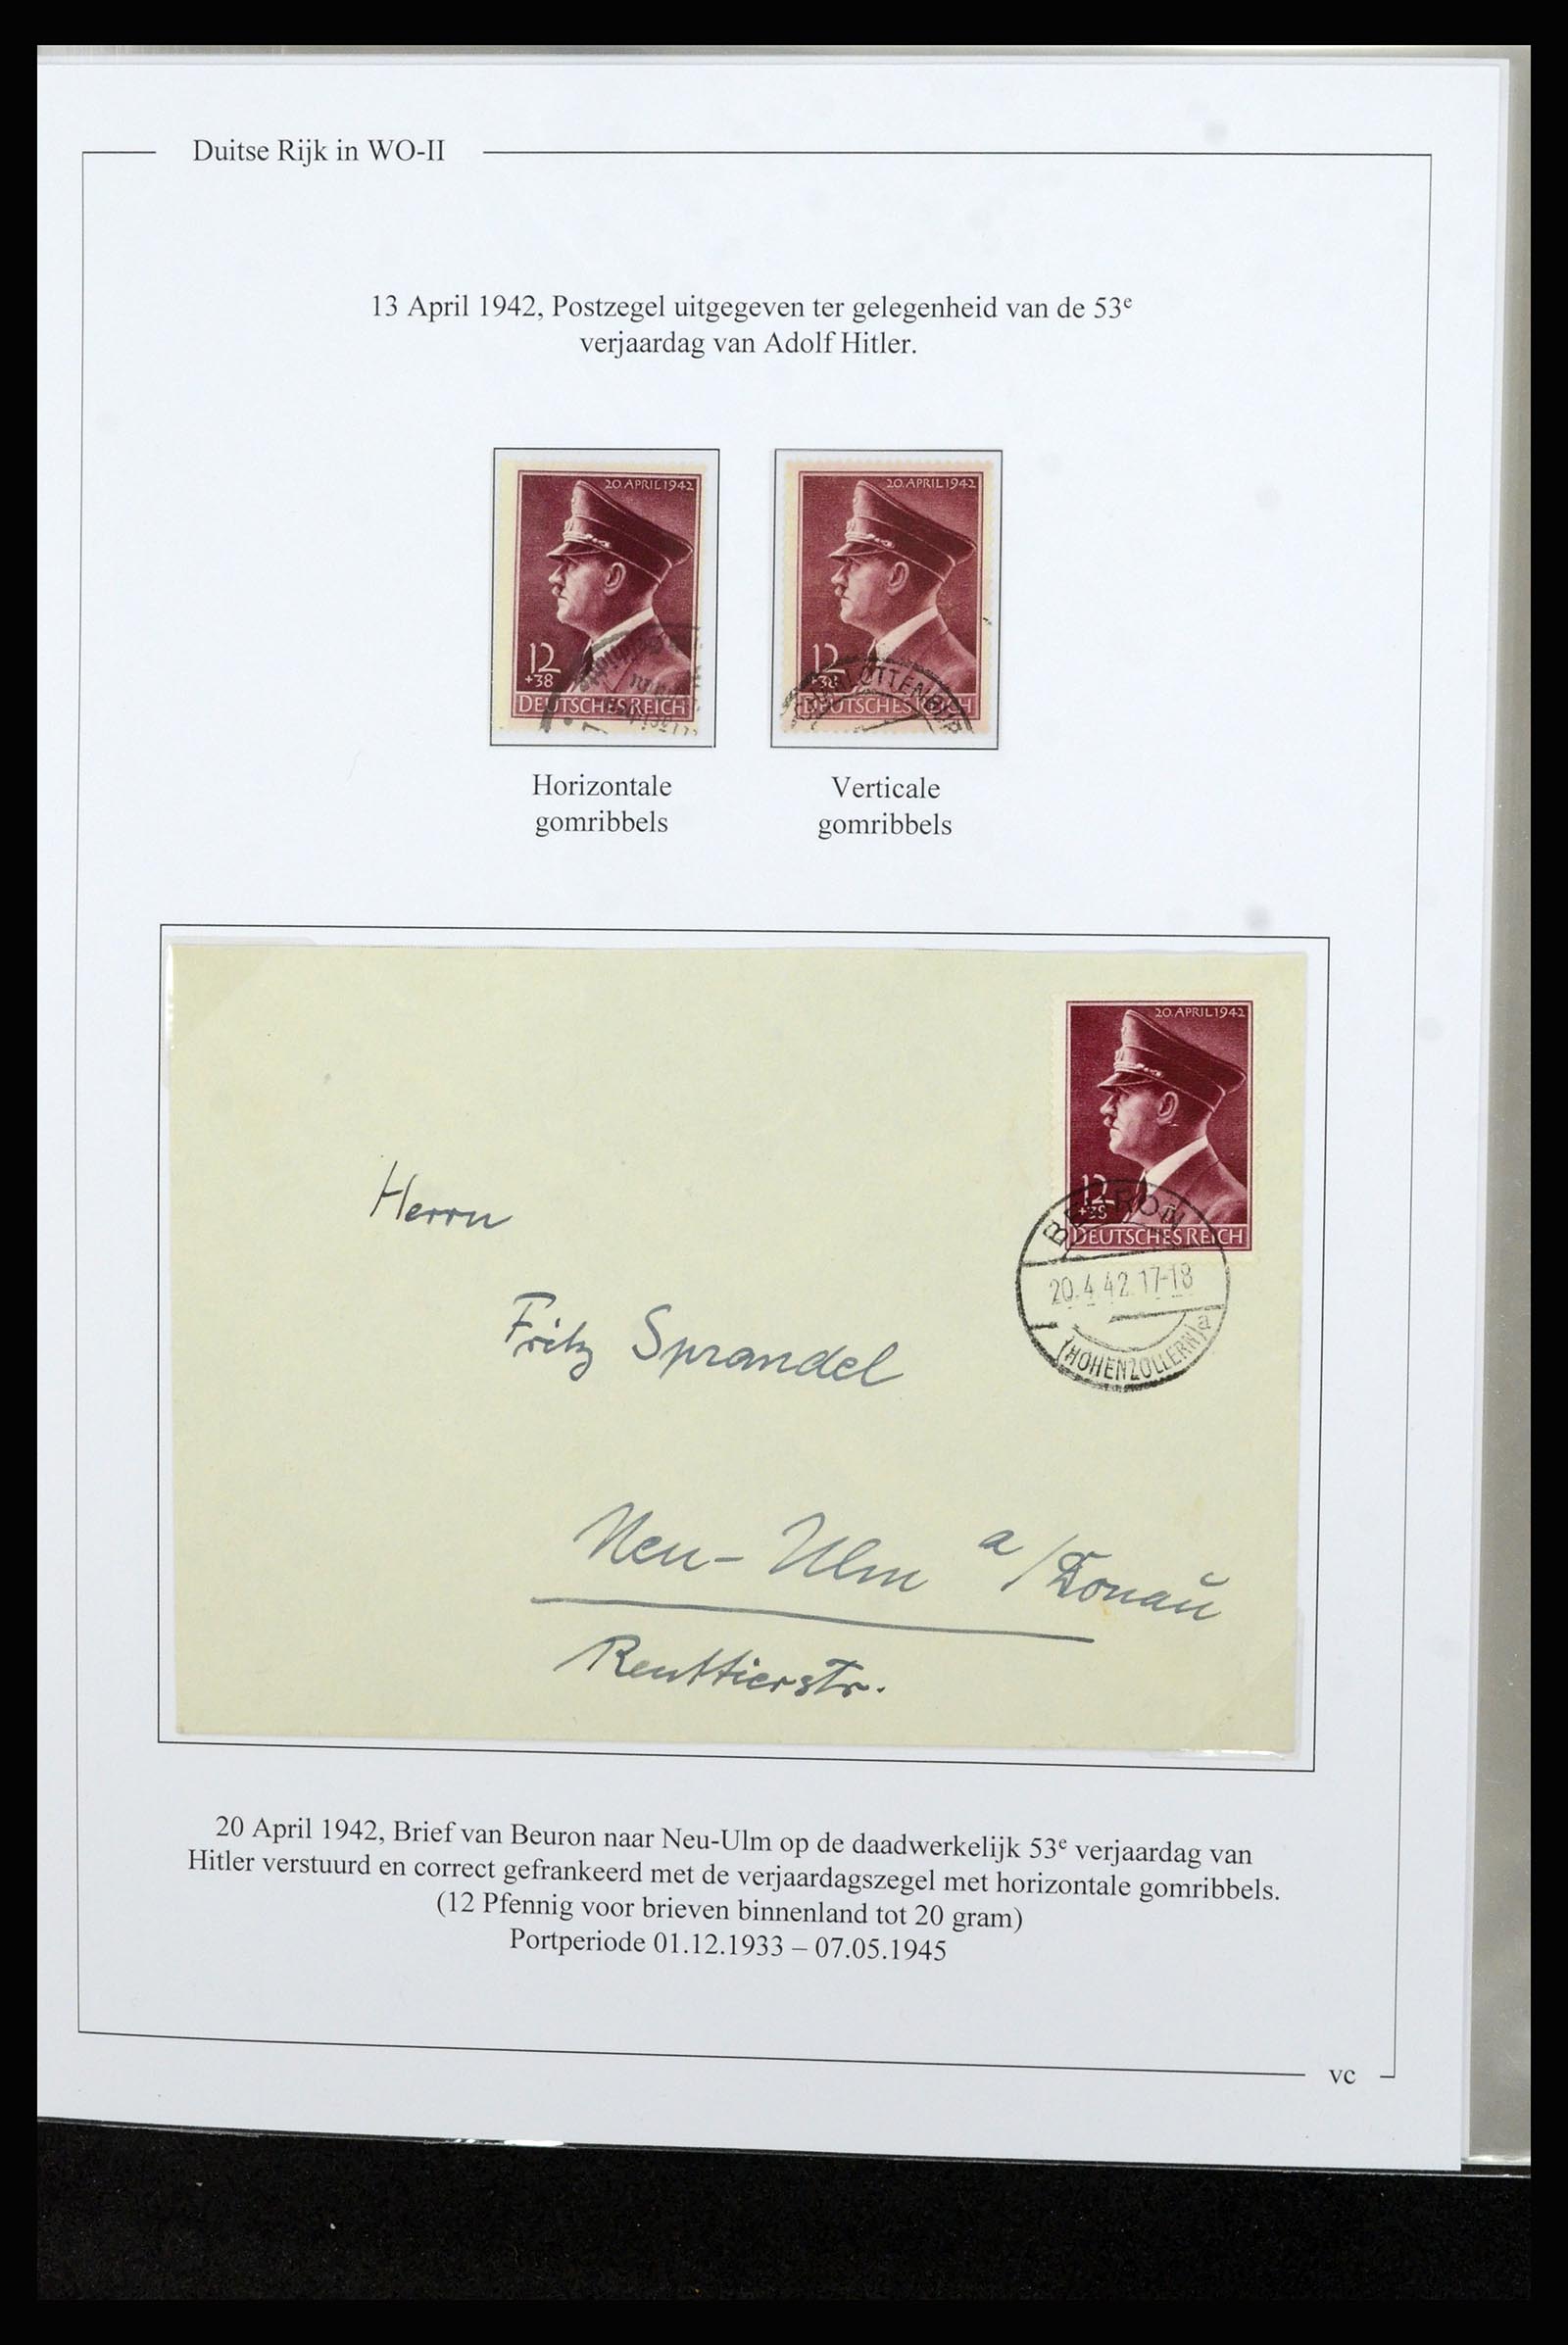 Duitse Rijk in WO-II
13 April 1942, Postzegel uitgegeven ter gelegenheid van de 53e
verjaardag van Adolf Hitler.
20. APRIL 1942
12
+38
DEUTSCHES REICH
20. APRIL 1942
12
+38
DEUTSCHES REICH
CHARLOTTENBUR
Horizontale
gomribbels
Verticale
gomribbels
20. APRIL 1942
12
+38
DEUTSCHES REICH
BEURON
20.4.42.17-18
(HOHENZOLLERN) a
Herrn
Fritz Sprandel
Neu-Ulm a/Donau
Reuttierstr.
20 April 1942, Brief van Beuron naar Neu-Ulm op de daadwerkelijk 53e verjaardag van
Hitler verstuurd en correct gefrankeerd met de verjaardagszegel met horizontale gomribbels.
(12 Pfennig voor brieven binnenland tot 20 gram)
Portperiode 01.12.1933 – 07.05.1945
vc